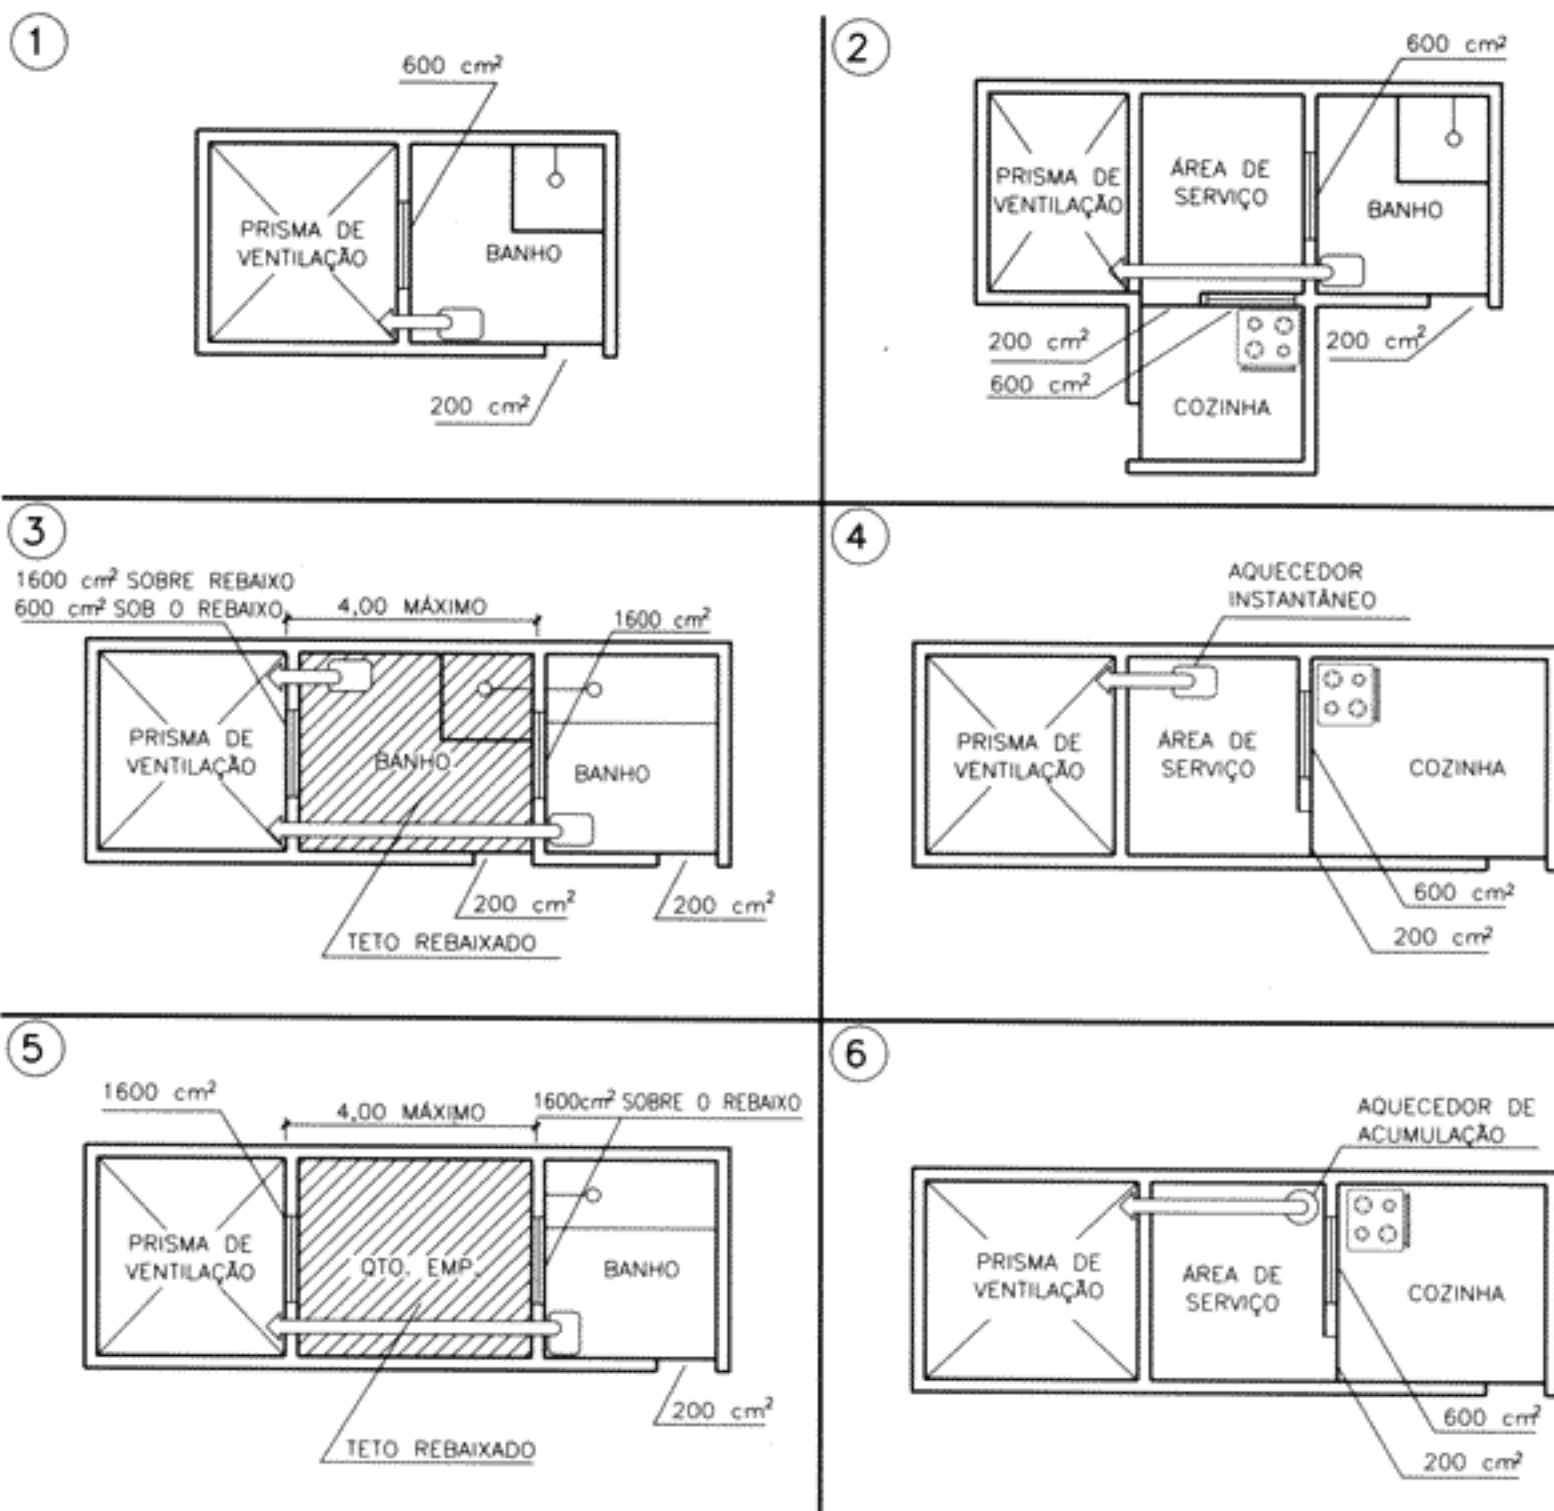 1
600 cm²
PRISMA DE
VENTILAÇÃO
BANHO
200 cm²
2
600 cm²
PRISMA DE
VENTILAÇÃO
ÁREA DE
SERVIÇO
BANHO
200 cm²
600 cm²
200 cm²
COZINHA
3
1600 cm² SOBRE REBAIXO
600 cm² SOB O REBAIXO
4,00 MÁXIMO
1600 cm²
PRISMA DE
VENTILAÇÃO
BANHO
BANHO
200 cm²
200 cm²
TETO REBAIXADO
4
AQUECEDOR
INSTANTÂNEO
PRISMA DE
VENTILAÇÃO
ÁREA DE
SERVIÇO
COZINHA
600 cm²
200 cm²
5
1600 cm²
4,00 MÁXIMO
1600cm² SOBRE O REBAIXO
PRISMA DE
VENTILAÇÃO
QTO. EMP.
BANHO
200 cm²
TETO REBAIXADO
6
AQUECEDOR DE
ACUMULAÇÃO
PRISMA DE
VENTILAÇÃO
ÁREA DE
SERVIÇO
COZINHA
600 cm²
200 cm²